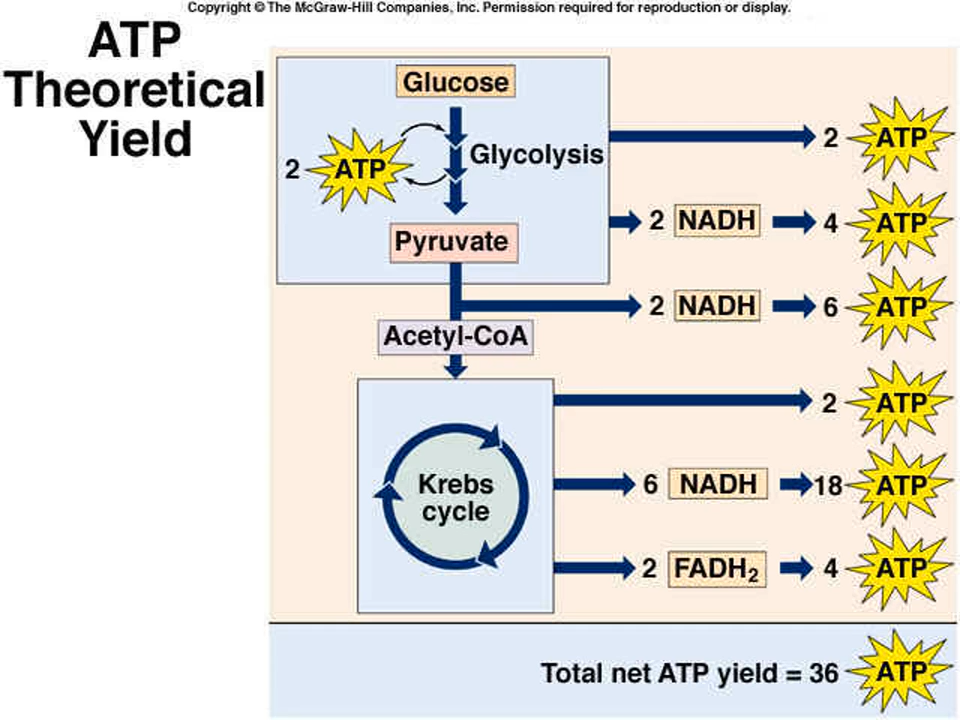 Copyright © The McGraw-Hill Companies, Inc. Permission required for reproduction or display.
ATP
Theoretical
Yield
Glucose
2 ATP
Glycolysis
Pyruvate
2 ATP
2 NADH 4 ATP
2 NADH 6 ATP
Acetyl-CoA
2 ATP
Krebs
cycle
6 NADH 18 ATP
2 FADH₂ 4 ATP
Total net ATP yield = 36 ATP